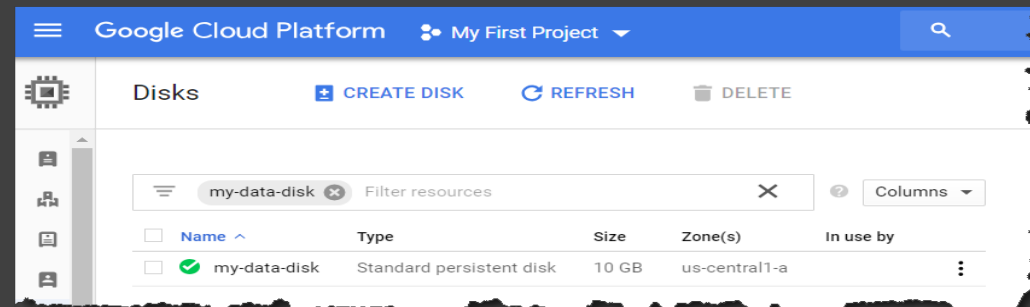 Google Cloud Platform My First Project
Disks CREATE DISK REFRESH DELETE
my-data-disk Filter resources Columns
Name Type Size Zone(s) In use by
my-data-disk Standard persistent disk 10 GB us-central1-a